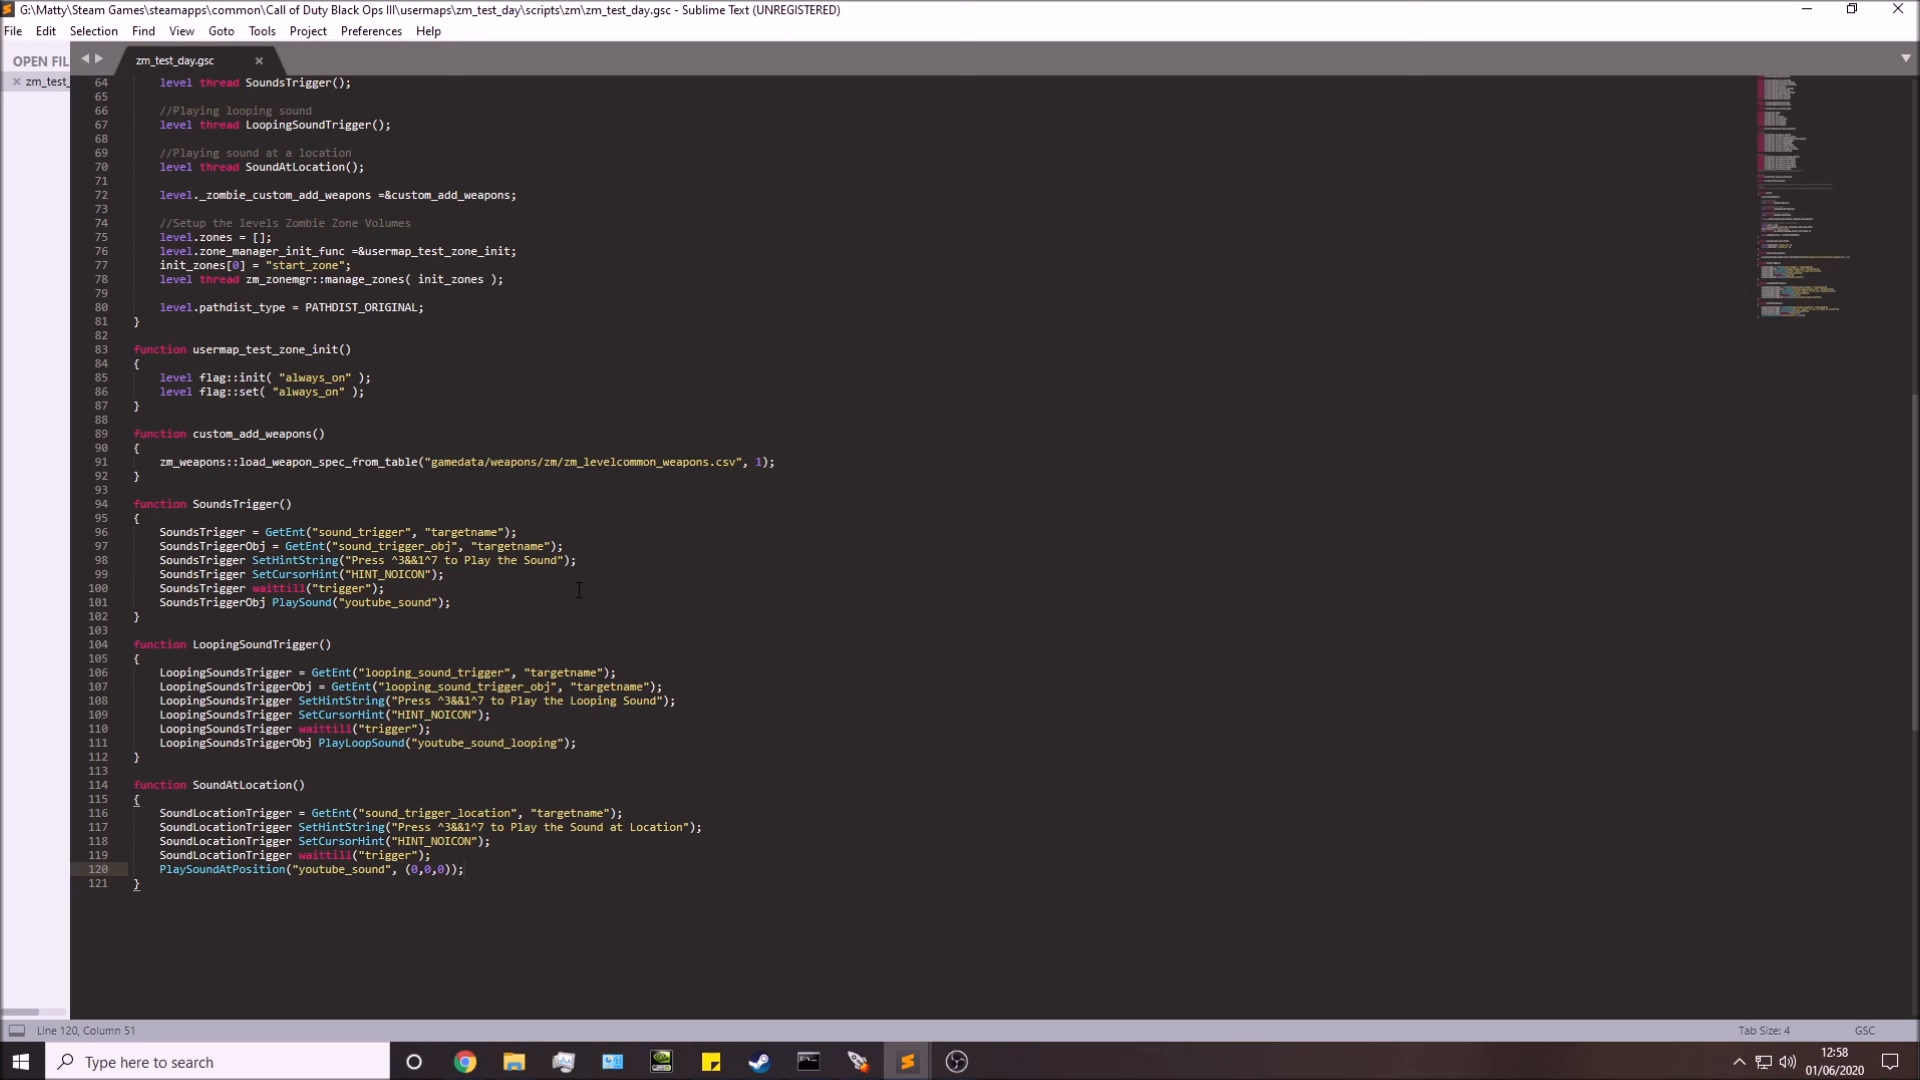 G:\Matty\Steam Games\steamapps\common\Call of Duty Black Ops III\usermaps\zm_test_day\scripts\zm\zm_test_day.gsc - Sublime Text (UNREGISTERED)
File Edit Selection Find View Goto Tools Project Preferences Help
OPEN FIL
zm_test_day.gsc
zm_test_
64 level thread SoundsTrigger();
65
66 //Playing looping sound
67 level thread LoopingSoundTrigger();
68
69 //Playing sound at a location
70 level thread SoundAtLocation();
71
72 level._zombie_custom_add_weapons =&custom_add_weapons;
73
74 //Setup the levels Zombie Zone Volumes
75 level.zones = [];
76 level.zone_manager_init_func =&usermap_test_zone_init;
77 init_zones[0] = "start_zone";
78 level thread zm_zonemgr::manage_zones( init_zones );
79
80 level.pathdist_type = PATHDIST_ORIGINAL;
81 }
82
83 function usermap_test_zone_init()
84 {
85 level flag::init( "always_on" );
86 level flag::set( "always_on" );
87 }
88
89 function custom_add_weapons()
90 {
91 zm_weapons::load_weapon_spec_from_table("gamedata/weapons/zm/zm_levelcommon_weapons.csv", 1);
92 }
93
94 function SoundsTrigger()
95 {
96 SoundsTrigger = GetEnt("sound_trigger", "targetname");
97 SoundsTriggerObj = GetEnt("sound_trigger_obj", "targetname");
98 SoundsTrigger SetHintString("Press ^3&&1^7 to Play the Sound");
99 SoundsTrigger SetCursorHint("HINT_NOICON");
100 SoundsTrigger waittill("trigger");
101 SoundsTriggerObj PlaySound("youtube_sound");
102 }
103
104 function LoopingSoundTrigger()
105 {
106 LoopingSoundsTrigger = GetEnt("looping_sound_trigger", "targetname");
107 LoopingSoundsTriggerObj = GetEnt("looping_sound_trigger_obj", "targetname");
108 LoopingSoundsTrigger SetHintString("Press ^3&&1^7 to Play the Looping Sound");
109 LoopingSoundsTrigger SetCursorHint("HINT_NOICON");
110 LoopingSoundsTrigger waittill("trigger");
111 LoopingSoundsTriggerObj PlayLoopSound("youtube_sound_looping");
112 }
113
114 function SoundAtLocation()
115 {
116 SoundLocationTrigger = GetEnt("sound_trigger_location", "targetname");
117 SoundLocationTrigger SetHintString("Press ^3&&1^7 to Play the Sound at Location");
118 SoundLocationTrigger SetCursorHint("HINT_NOICON");
119 SoundLocationTrigger waittill("trigger");
120 PlaySoundAtPosition("youtube_sound", (0,0,0));
121 }
Line 120, Column 51 Tab Size: 4 GSC
Type here to search
12:58
01/06/2020